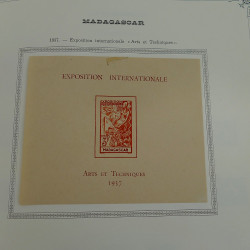 MADAGASCAR
1937. — Exposition internationale «Arts et Techniques».
EXPOSITION INTERNATIONALE
MADAGASCAR
ARTS ET TECHNIQUES
1937